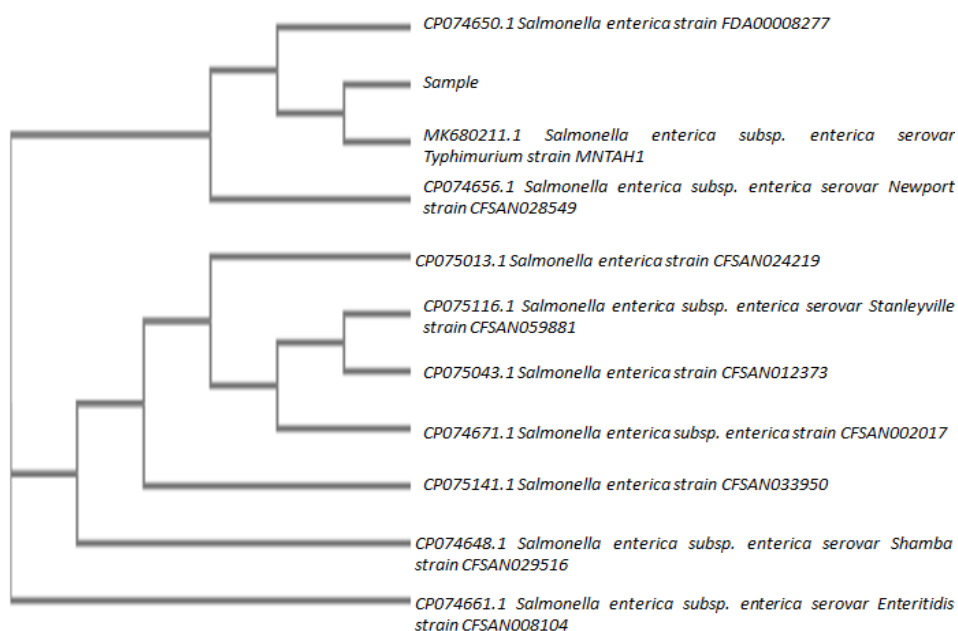 CP074650.1 Salmonella enterica strain FDA00008277
Sample
MK680211.1 Salmonella enterica subsp. enterica serovar
Typhimurium strain MNTAH1
CP074656.1 Salmonella enterica subsp. enterica serovar Newport
strain CFSAN028549
CP075013.1 Salmonella enterica strain CFSAN024219
CP075116.1 Salmonella enterica subsp. enterica serovar Stanleyville
strain CFSAN059881
CP075043.1 Salmonella enterica strain CFSAN012373
CP074671.1 Salmonella enterica subsp. enterica strain CFSAN002017
CP075141.1 Salmonella enterica strain CFSAN033950
CP074648.1 Salmonella enterica subsp. enterica serovar Shamba
strain CFSAN029516
CP074661.1 Salmonella enterica subsp. enterica serovar Enteritidis
strain CFSAN008104